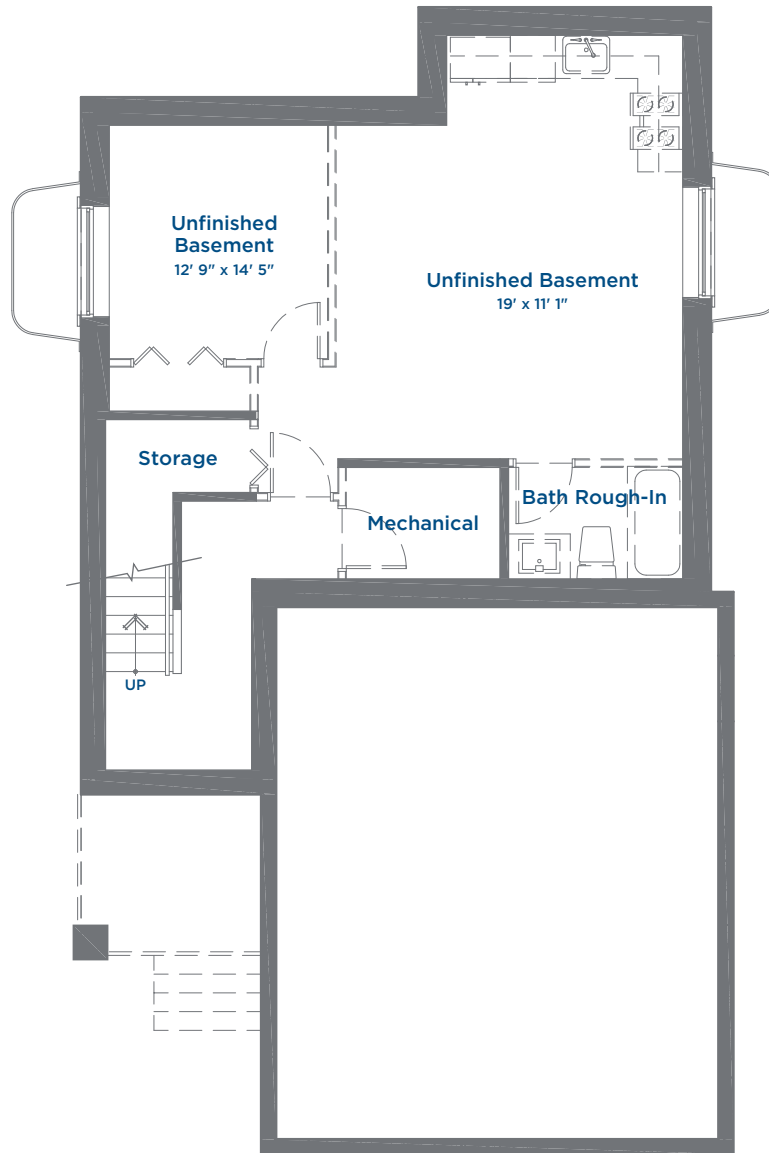 Unfinished
Basement
12' 9" x 14' 5"
Unfinished Basement
19' x 11' 1"
Storage
Bath Rough-In
Mechanical
UP